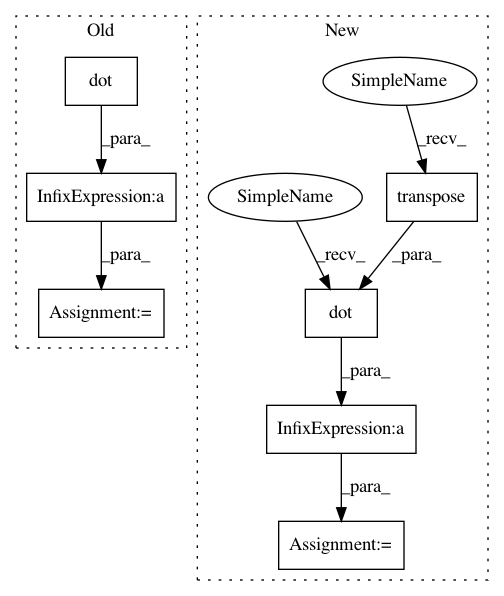 Old
New
dot
SimpleName
_para_
_recv_
InfixExpression:a
SimpleName
transpose
_para_
_recv_
_para_
Assignment:=
dot
_para_
InfixExpression:a
_para_
Assignment:=